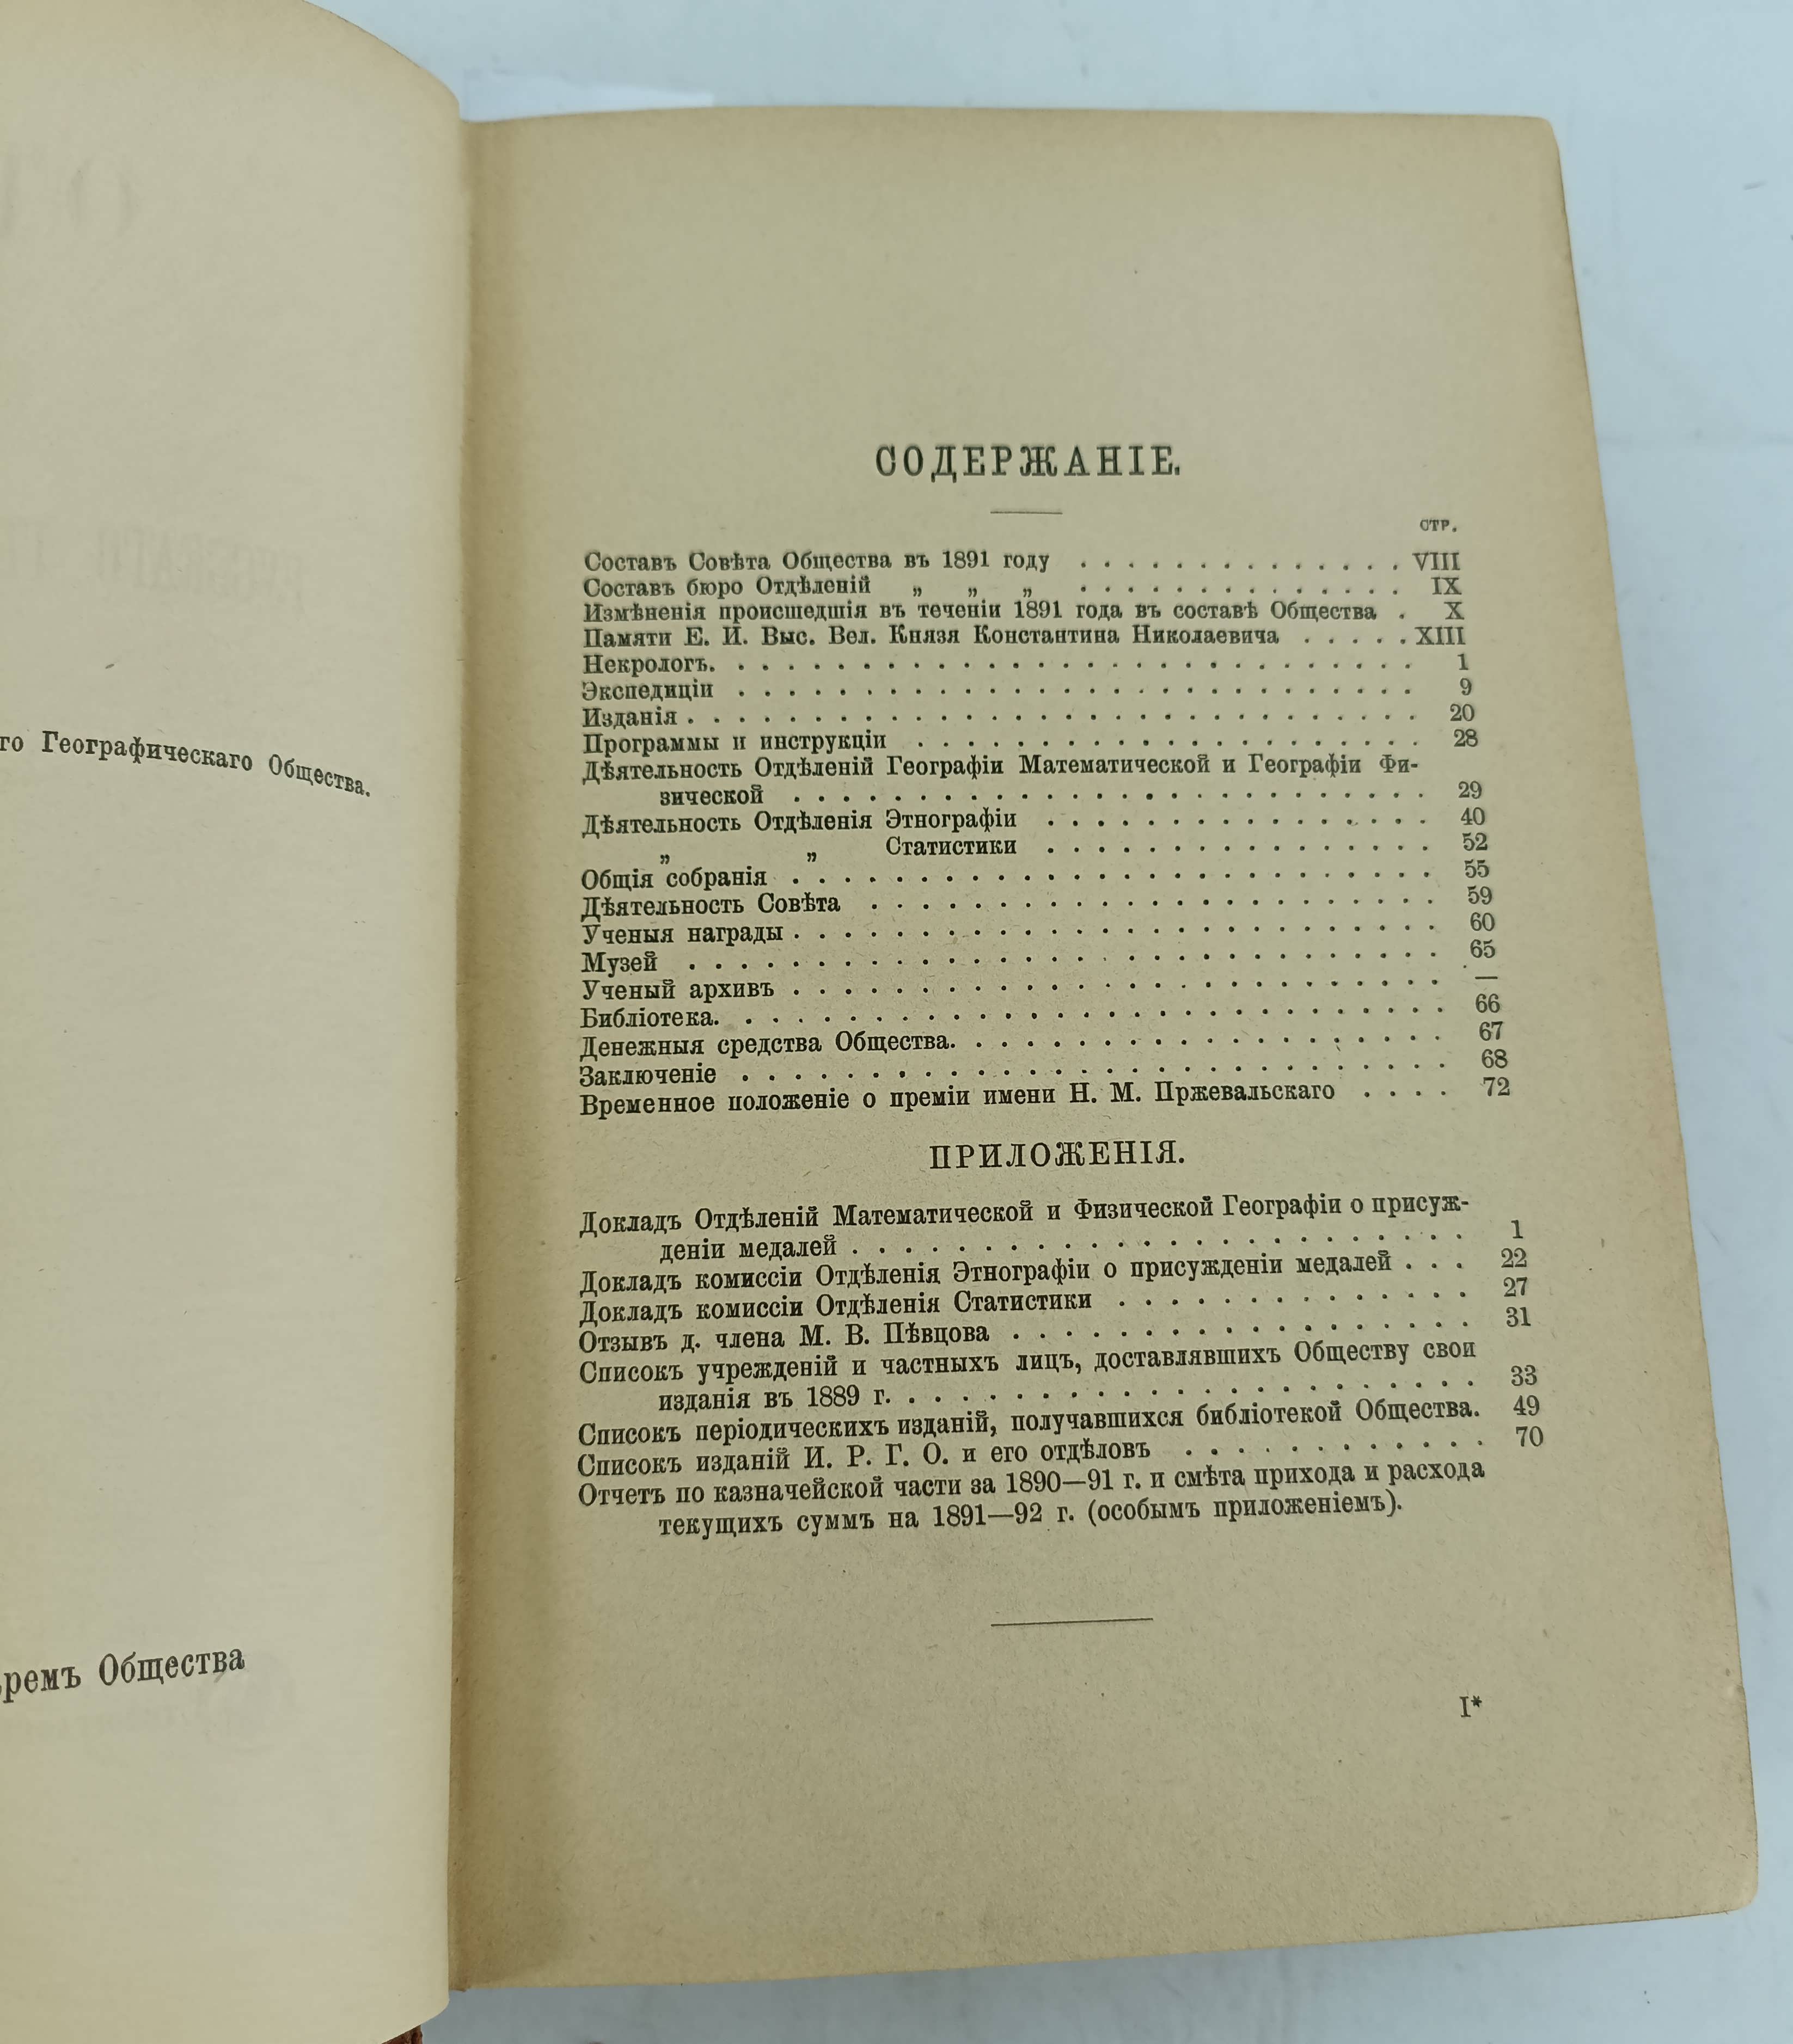 го Географическаго Общества.
ремъ Общества
СОДЕРЖАНІЕ.
СТР.
Составъ Совѣта Общества въ 1891 году . . . . . . . . . . . . . . VIII
Составъ бюро Отдѣленій „ „ „ . . . . . . . . . . . . . . IX
Измѣненія происшедшія въ теченіи 1891 года въ составѣ Общества . X
Памяти Е. И. Выс. Вел. Князя Константина Николаевича . . . . . XIII
Некрологъ. . . . . . . . . . . . . . . . . . . . . . . . . . . . 1
Экспедиціи . . . . . . . . . . . . . . . . . . . . . . . . . . . 9
Изданія . . . . . . . . . . . . . . . . . . . . . . . . . . . . . 20
Программы и инструкціи . . . . . . . . . . . . . . . . . . . . 28
Дѣятельность Отдѣленій Географіи Математической и Географіи Фи-
зической . . . . . . . . . . . . . . . . . . . . . . . . . 29
Дѣятельность Отдѣленія Этнографіи . . . . . . . . . . . . . . . . 40
„ „ Статистики . . . . . . . . . . . . . . . . 52
Общія собранія . . . . . . . . . . . . . . . . . . . . . . . . . 55
Дѣятельность Совѣта . . . . . . . . . . . . . . . . . . . . . . 59
Ученыя награды . . . . . . . . . . . . . . . . . . . . . . . . . 60
Музей . . . . . . . . . . . . . . . . . . . . . . . . . . . . . 65
Ученый архивъ . . . . . . . . . . . . . . . . . . . . . . . . . —
Библіотека. . . . . . . . . . . . . . . . . . . . . . . . . . . . 66
Денежныя средства Общества. . . . . . . . . . . . . . . . . . . . 67
Заключеніе . . . . . . . . . . . . . . . . . . . . . . . . . . . 68
Временное положеніе о преміи имени Н. М. Пржевальскаго . . . . 72
ПРИЛОЖЕНІЯ.
Докладъ Отдѣленій Математической и Физической Географіи о присуж-
деніи медалей . . . . . . . . . . . . . . . . . . . . . . . 1
Докладъ комиссіи Отдѣленія Этнографіи о присужденіи медалей . . . 22
Докладъ комиссіи Отдѣленія Статистики . . . . . . . . . . . . . . 27
Отзывъ д. члена М. В. Пѣвцова . . . . . . . . . . . . . . . . . . 31
Списокъ учрежденій и частныхъ лицъ, доставлявшихъ Обществу свои
изданія въ 1889 г. . . . . . . . . . . . . . . . . . . . . . . 33
Списокъ періодическихъ изданій, получавшихся библіотекой Общества. 49
Списокъ изданій И. Р. Г. О. и его отдѣловъ . . . . . . . . . . . . 70
Отчетъ по казначейской части за 1890—91 г. и смѣта прихода и расхода
текущихъ суммъ на 1891—92 г. (особымъ приложеніемъ).
I*